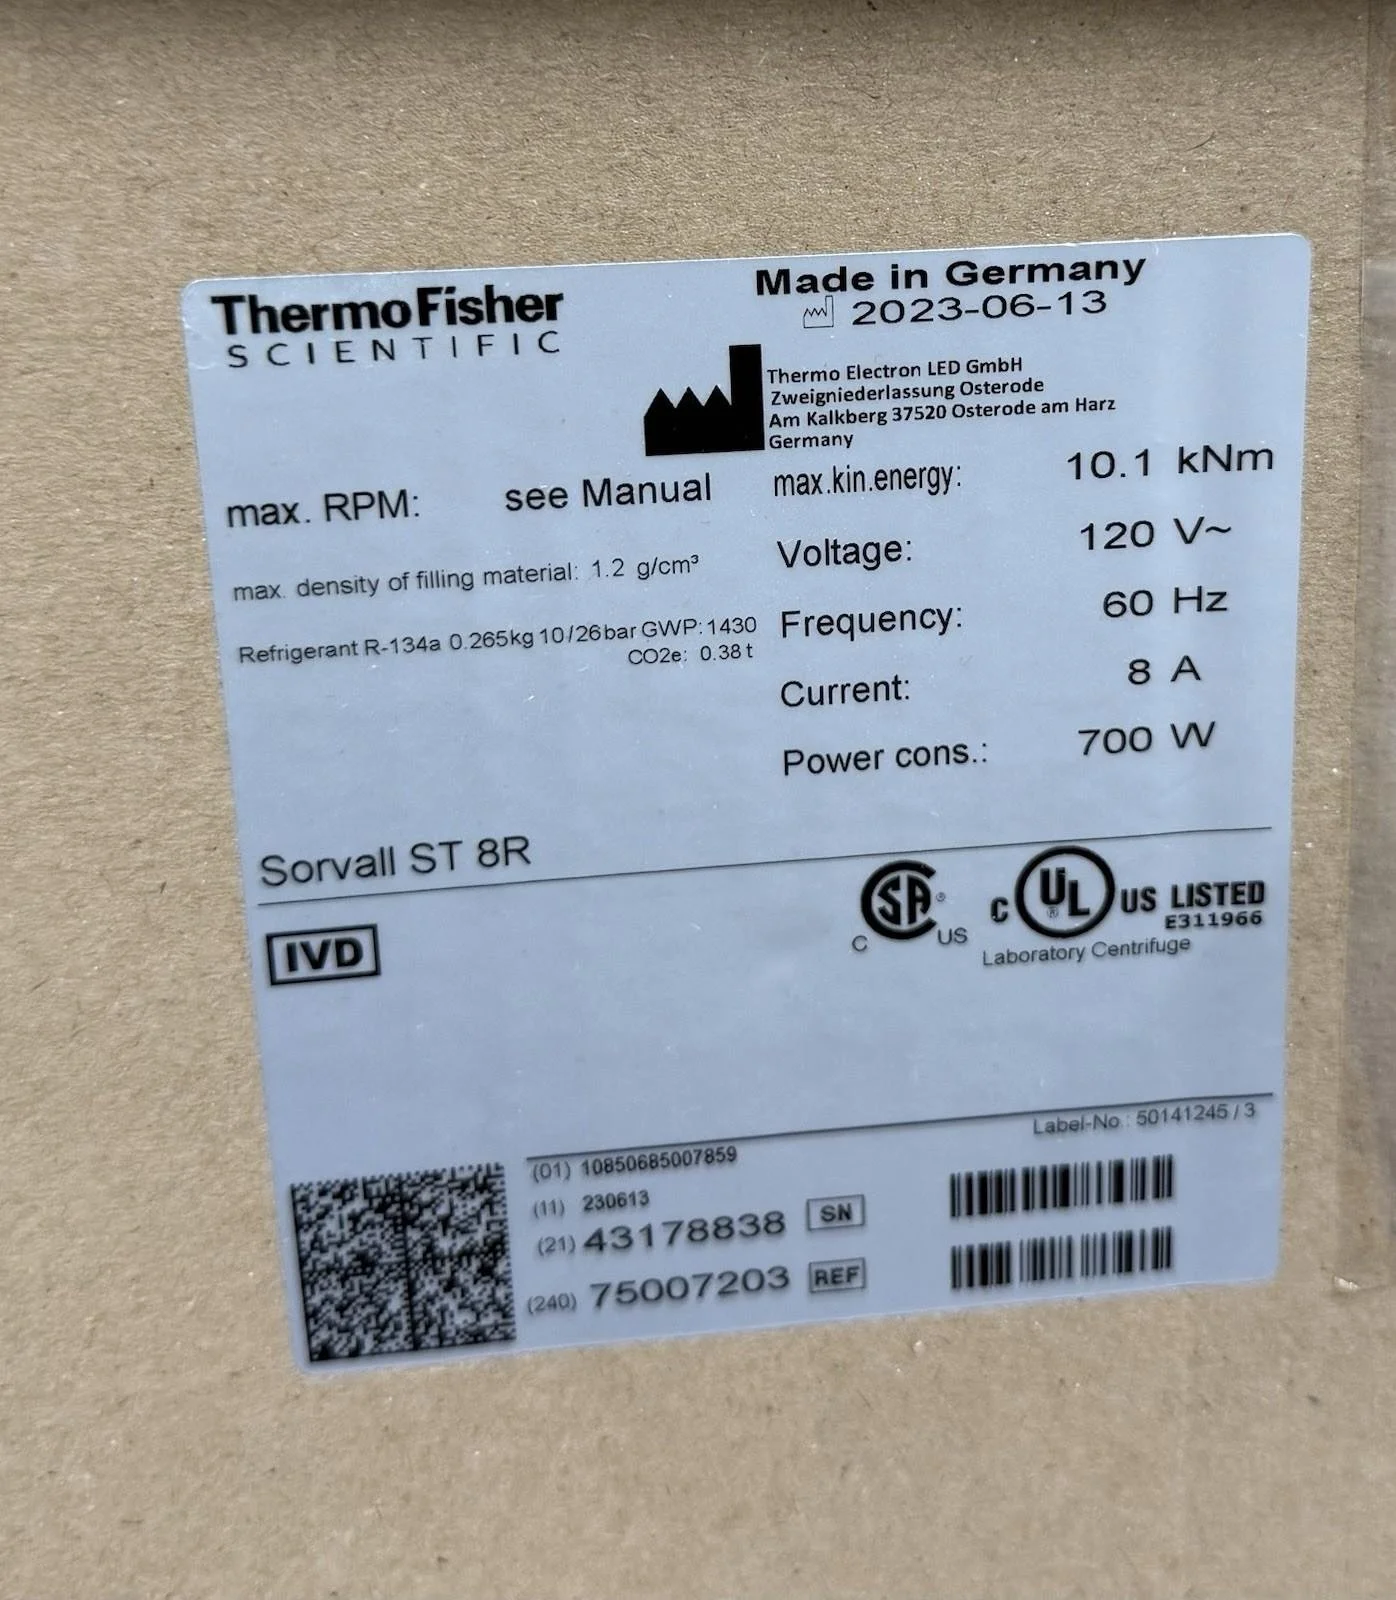 ThermoFisher
SCIENTIFIC
Made in Germany
2023-06-13
Thermo Electron LED GmbH
Zweigniederlassung Osterode
Am Kalkberg 37520 Osterode am Harz
Germany
max. RPM: see Manual
max.kin.energy: 10.1 kNm
max. density of filling material: 1.2 g/cm³
Voltage: 120 V~
Refrigerant R-134a 0.265kg 10/26bar GWP:1430
CO2e: 0.38 t
Frequency: 60 Hz
Current: 8 A
Power cons.: 700 W
Sorvall ST 8R
IVD
CSA® C US
C UL® US LISTED
E311966
Laboratory Centrifuge
Label-No.: 50141245 / 3
(01) 10850685007859
(11) 230613
(21) 43178838 SN
(240) 75007203 REF